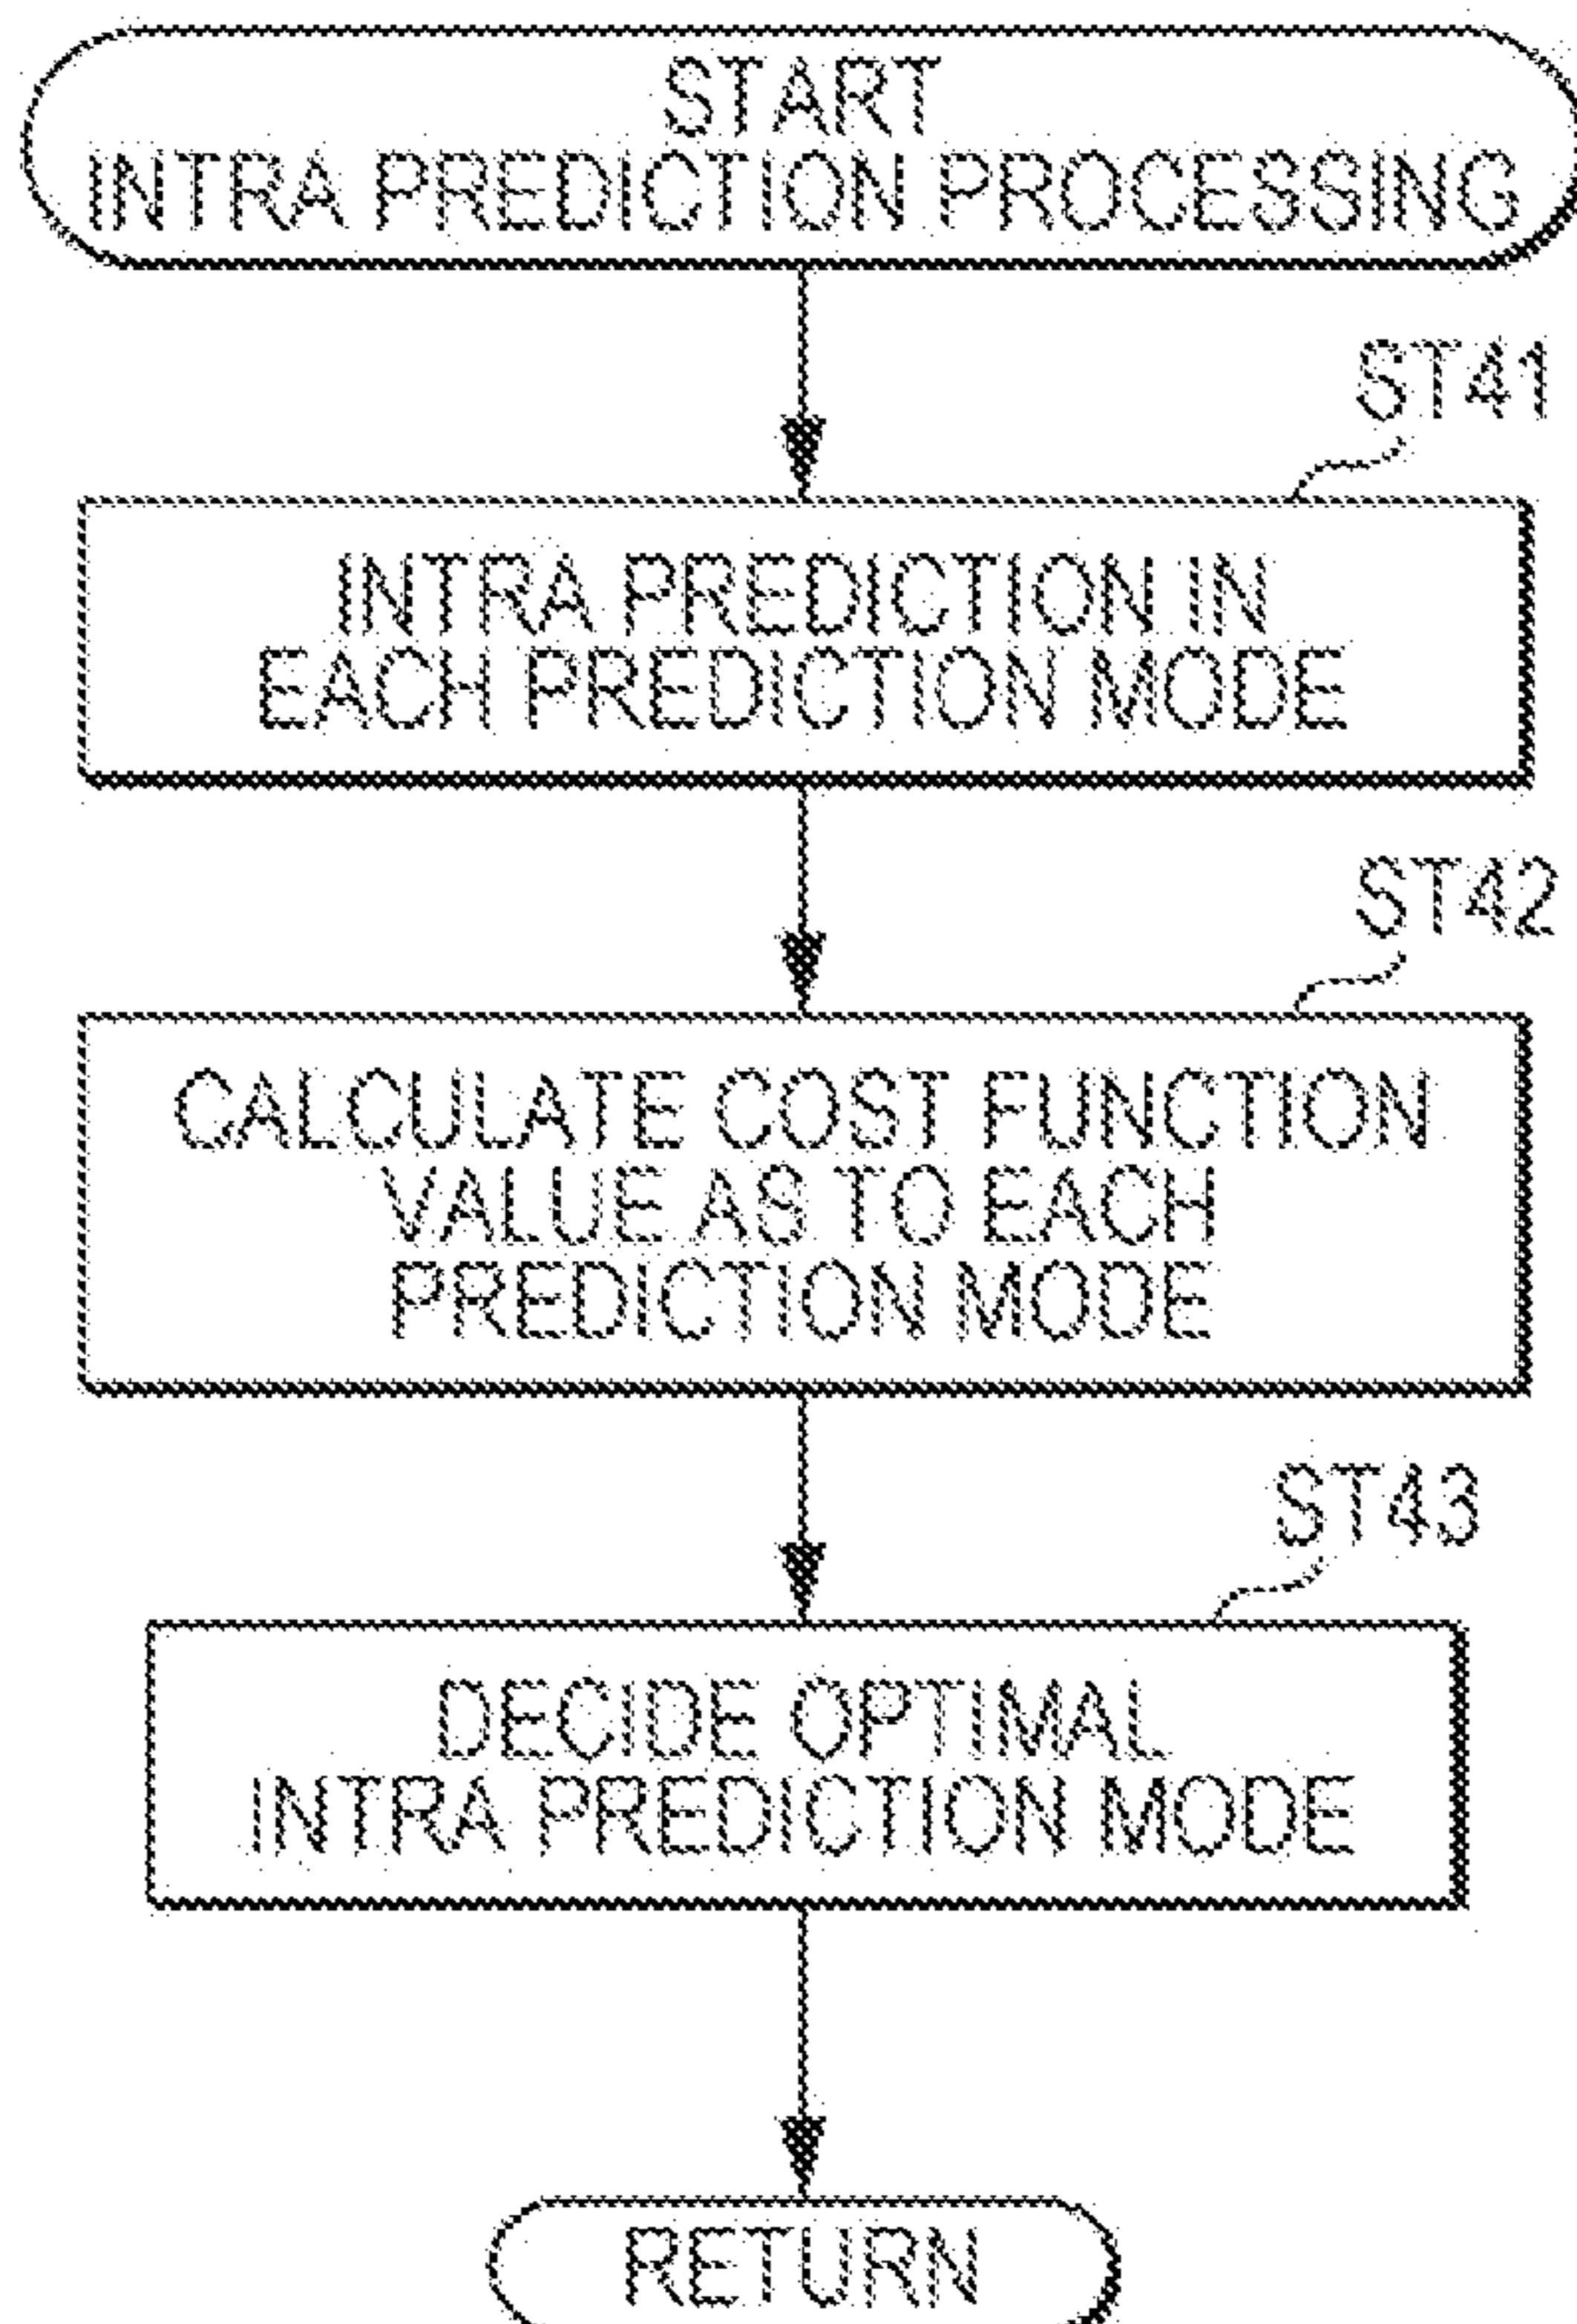 START
INTRA PREDICTION PROCESSING
ST41
INTRA PREDICTION IN
EACH PREDICTION MODE
ST42
CALCULATE COST FUNCTION
VALUE AS TO EACH
PREDICTION MODE
ST43
DECIDE OPTIMAL
INTRA PREDICTION MODE
RETURN